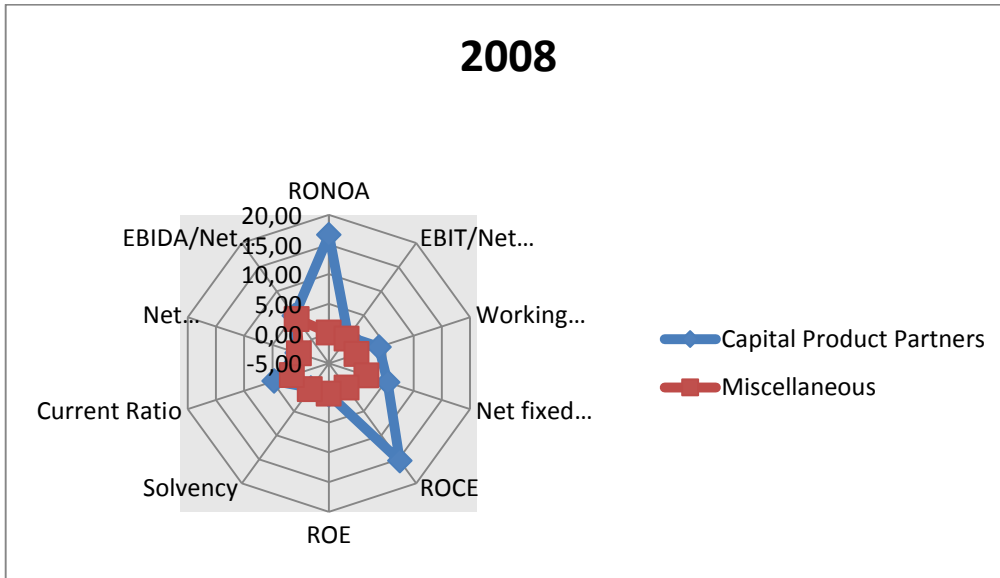 2008
RONOA
20,00
EBIDA/Net...
15,00
EBIT/Net...
10,00
Net...
5,00
Working...
0,00
-5,00
Capital Product Partners
Miscellaneous
Current Ratio
Net fixed...
Solvency
ROCE
ROE